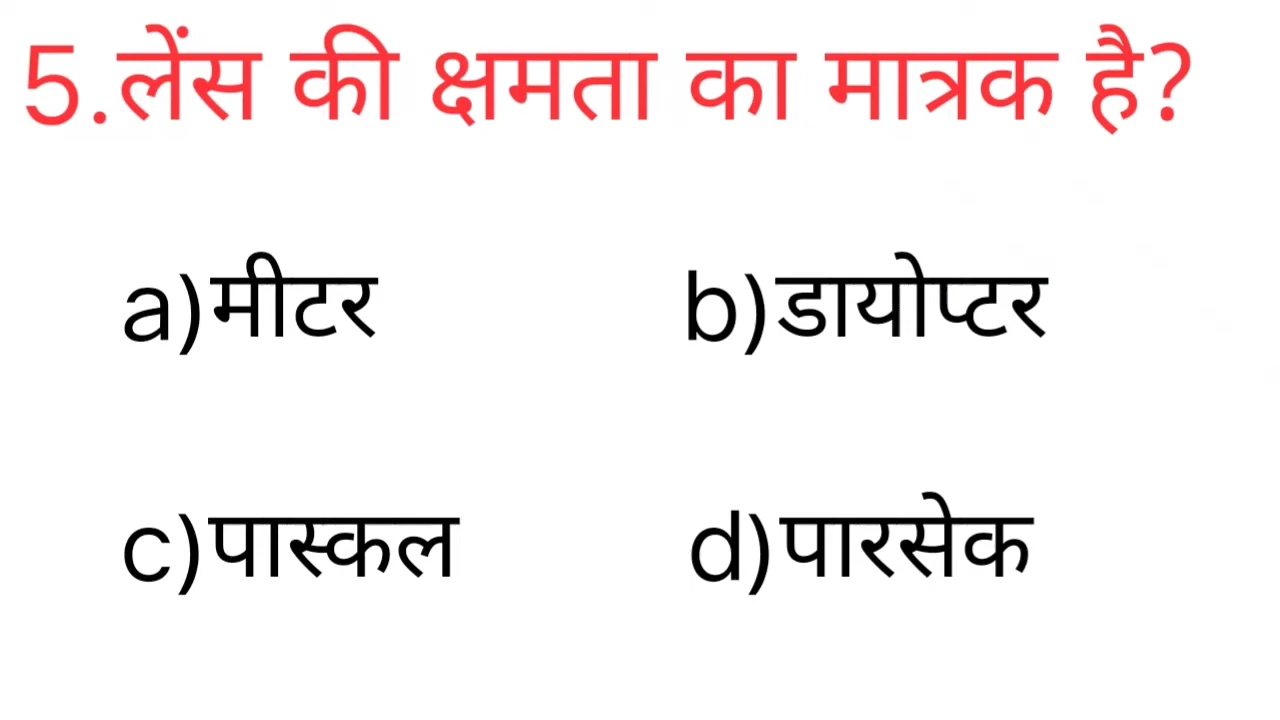 5.लेंस की क्षमता का मात्रक है?
a)मीटर b)डायोप्टर
c)पास्कल d)पारसेक